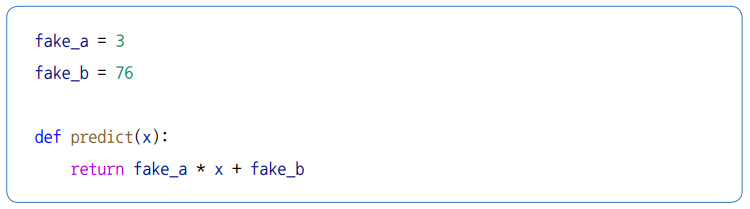 fake_a = 3
fake_b = 76
def predict(x):
    return fake_a * x + fake_b